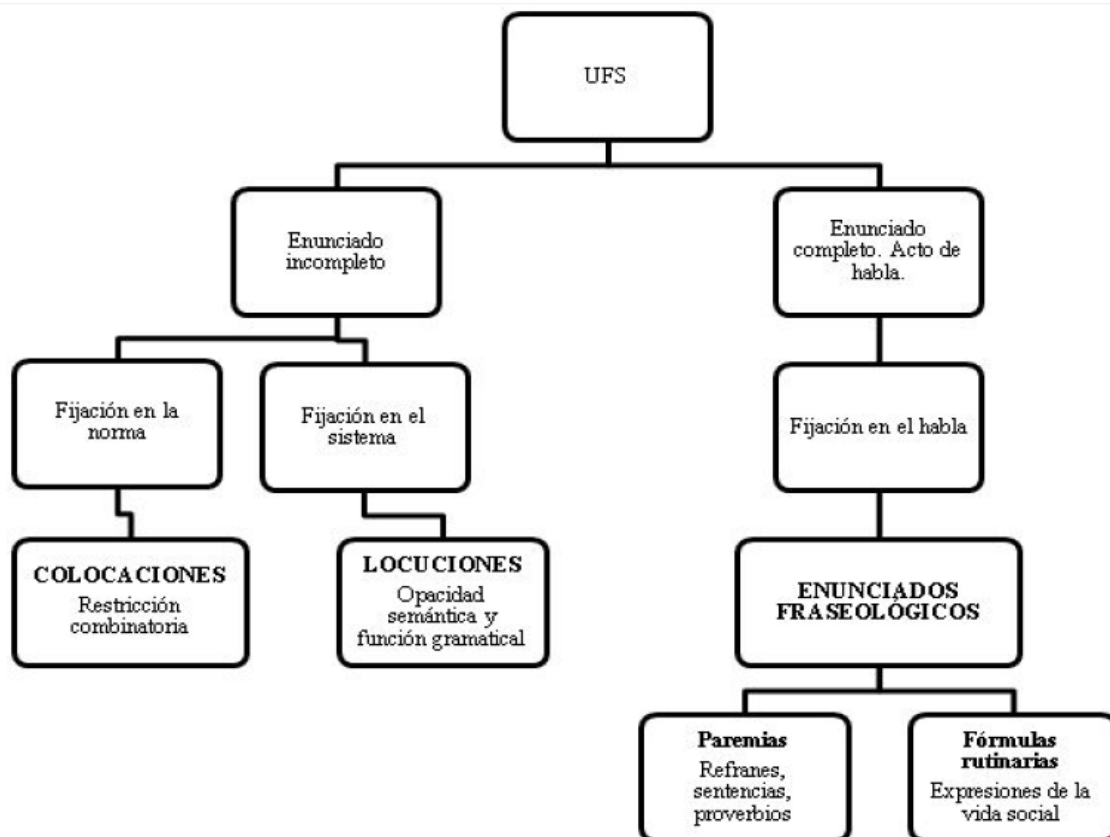 UFS
Enunciado
incompleto
Enunciado
completo. Acto de
habla.
Fijación en la
norma
Fijación en el
sistema
Fijación en el habla
COLOCACIONES
Restricción
combinatoria
LOCUCIONES
Opacidad
semántica y
función gramatical
ENUNCIADOS
FRASEOLÓGICOS
Paremias
Refranes,
sentencias,
proverbios
Fórmulas
rutinarias
Expresiones de la
vida social